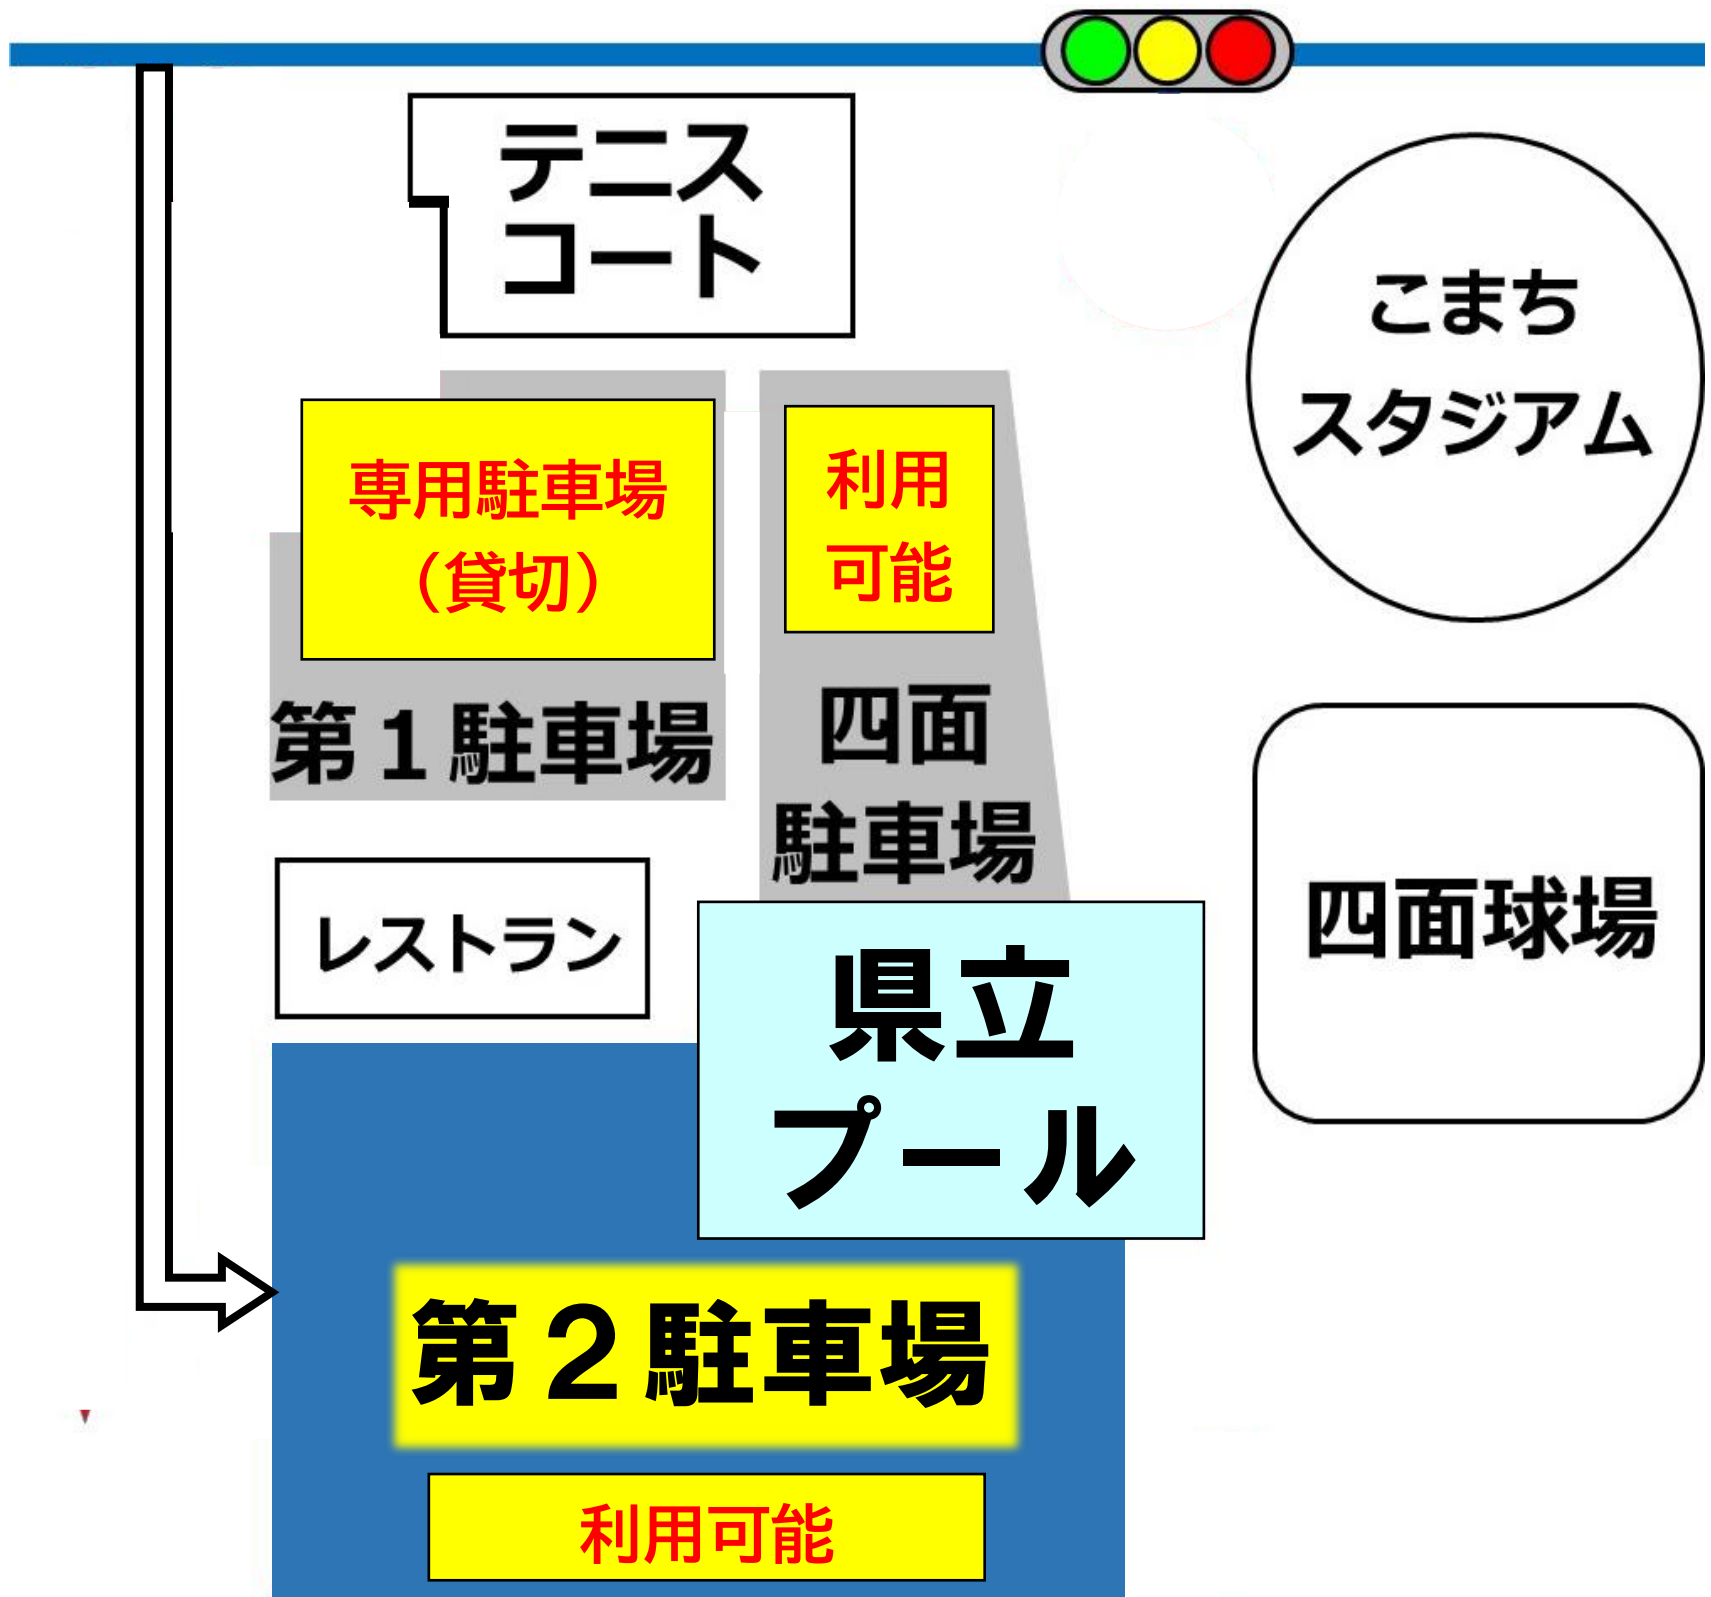 テニス
コート
こまち
スタジアム
専用駐車場
（貸切）
利用
可能
第１駐車場
四面
駐車場
レストラン
四面球場
県立
プール
第２駐車場
利用可能